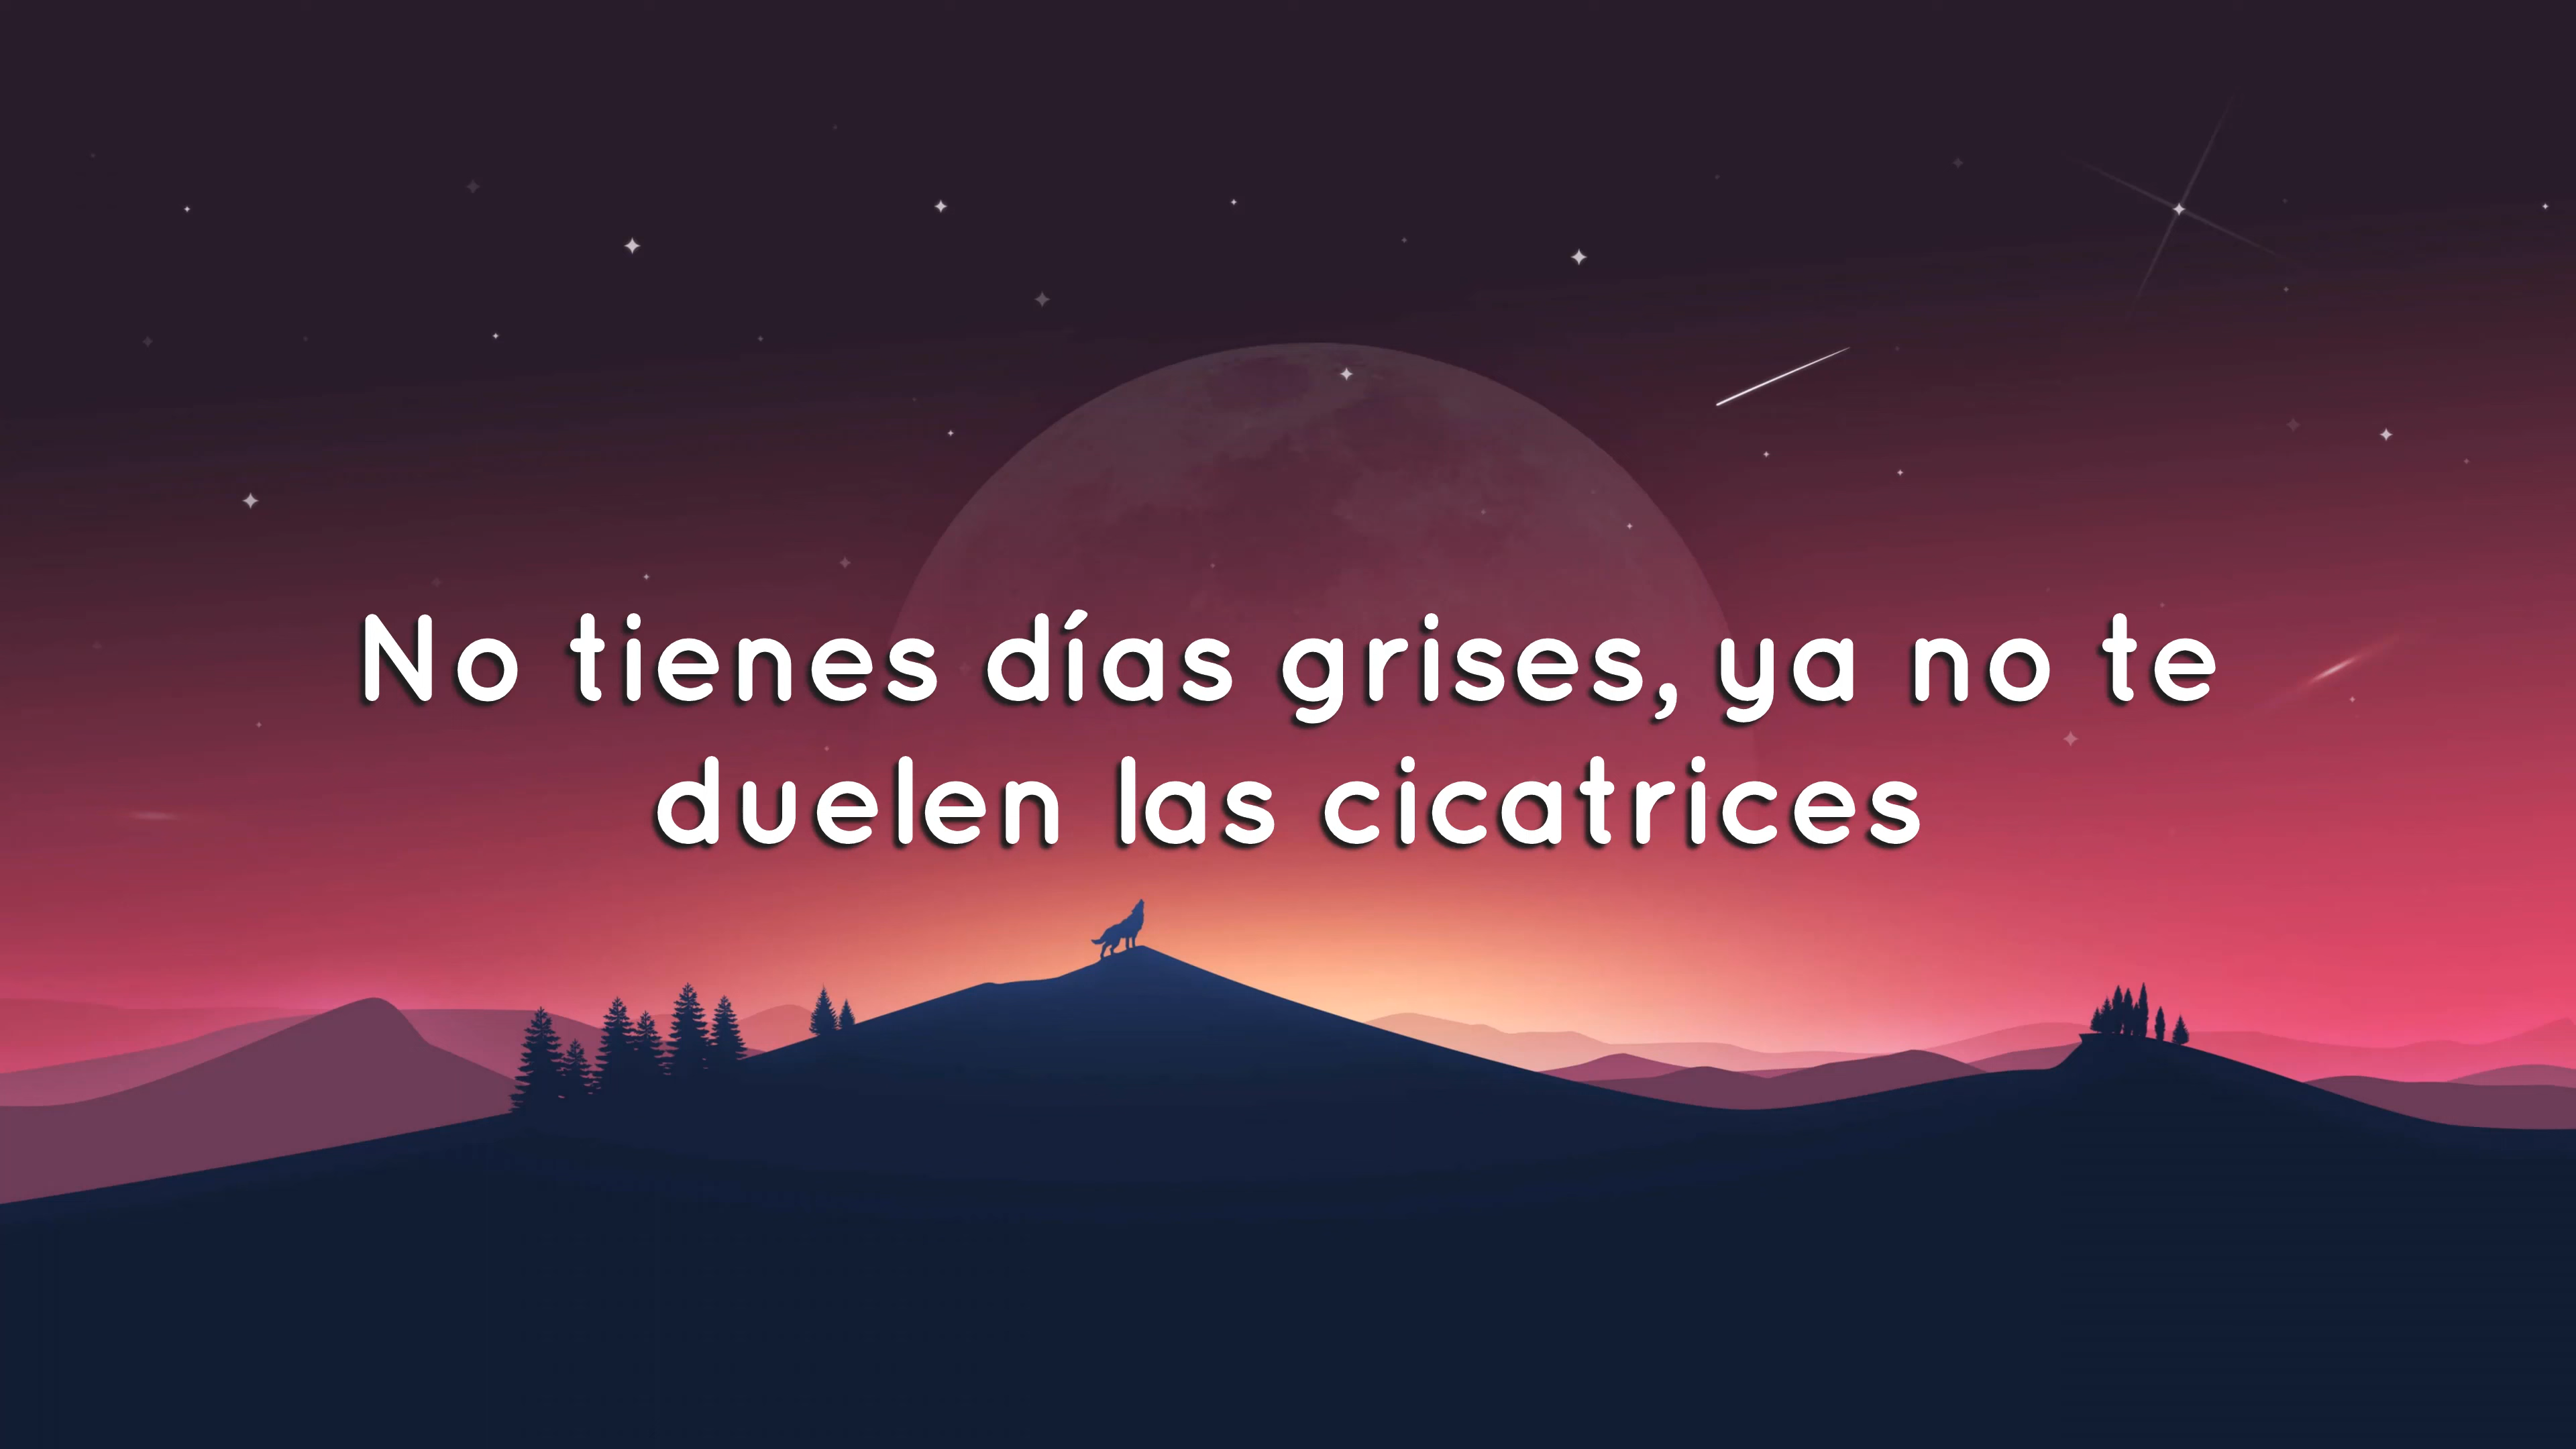 No tienes días grises, ya no te
duelen las cicatrices